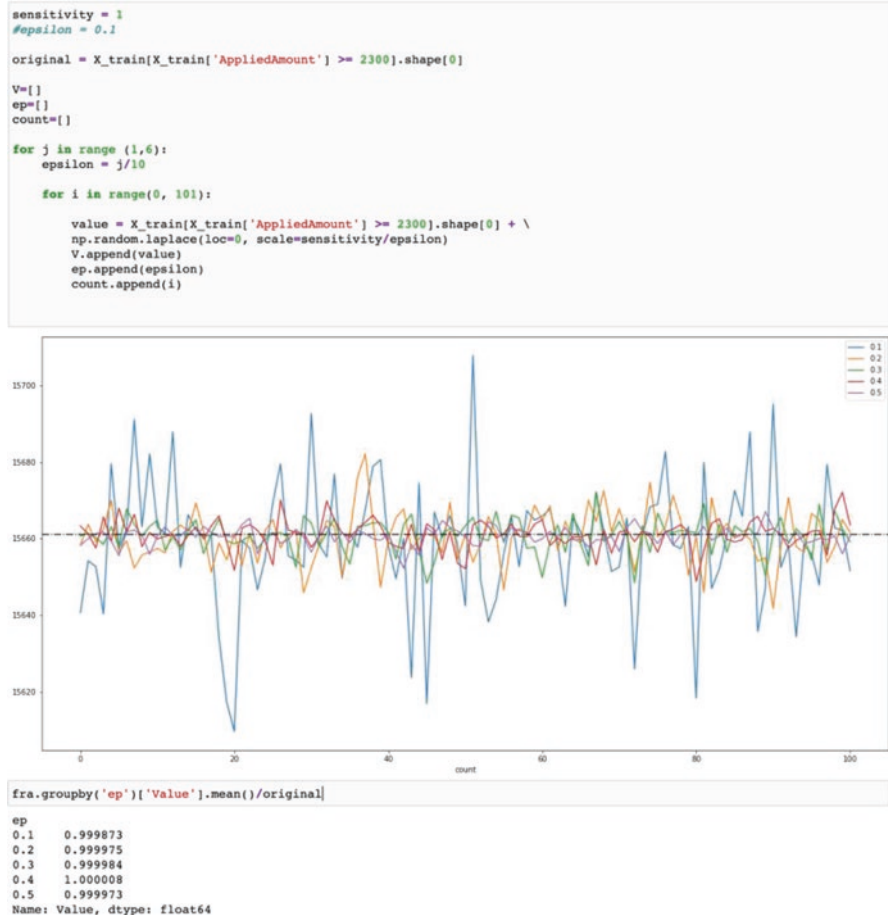 sensitivity = 1
#epsilon = 0.1
original = X_train[X_train['AppliedAmount'] >= 2300].shape[0]
V=[]
ep=[]
count=[]
for j in range (1,6):
    epsilon = j/10
    for i in range(0, 101):
        value = X_train[X_train['AppliedAmount'] >= 2300].shape[0] + \
        np.random.laplace(loc=0, scale=sensitivity/epsilon)
        V.append(value)
        ep.append(epsilon)
        count.append(i)
0.1
0.2
0.3
0.4
0.5
15700
15680
15660
15640
15620
0 20 40 60 80 100
count
fra.groupby('ep')['Value'].mean()/original
ep
0.1 0.999873
0.2 0.999975
0.3 0.999984
0.4 1.000008
0.5 0.999973
Name: Value, dtype: float64